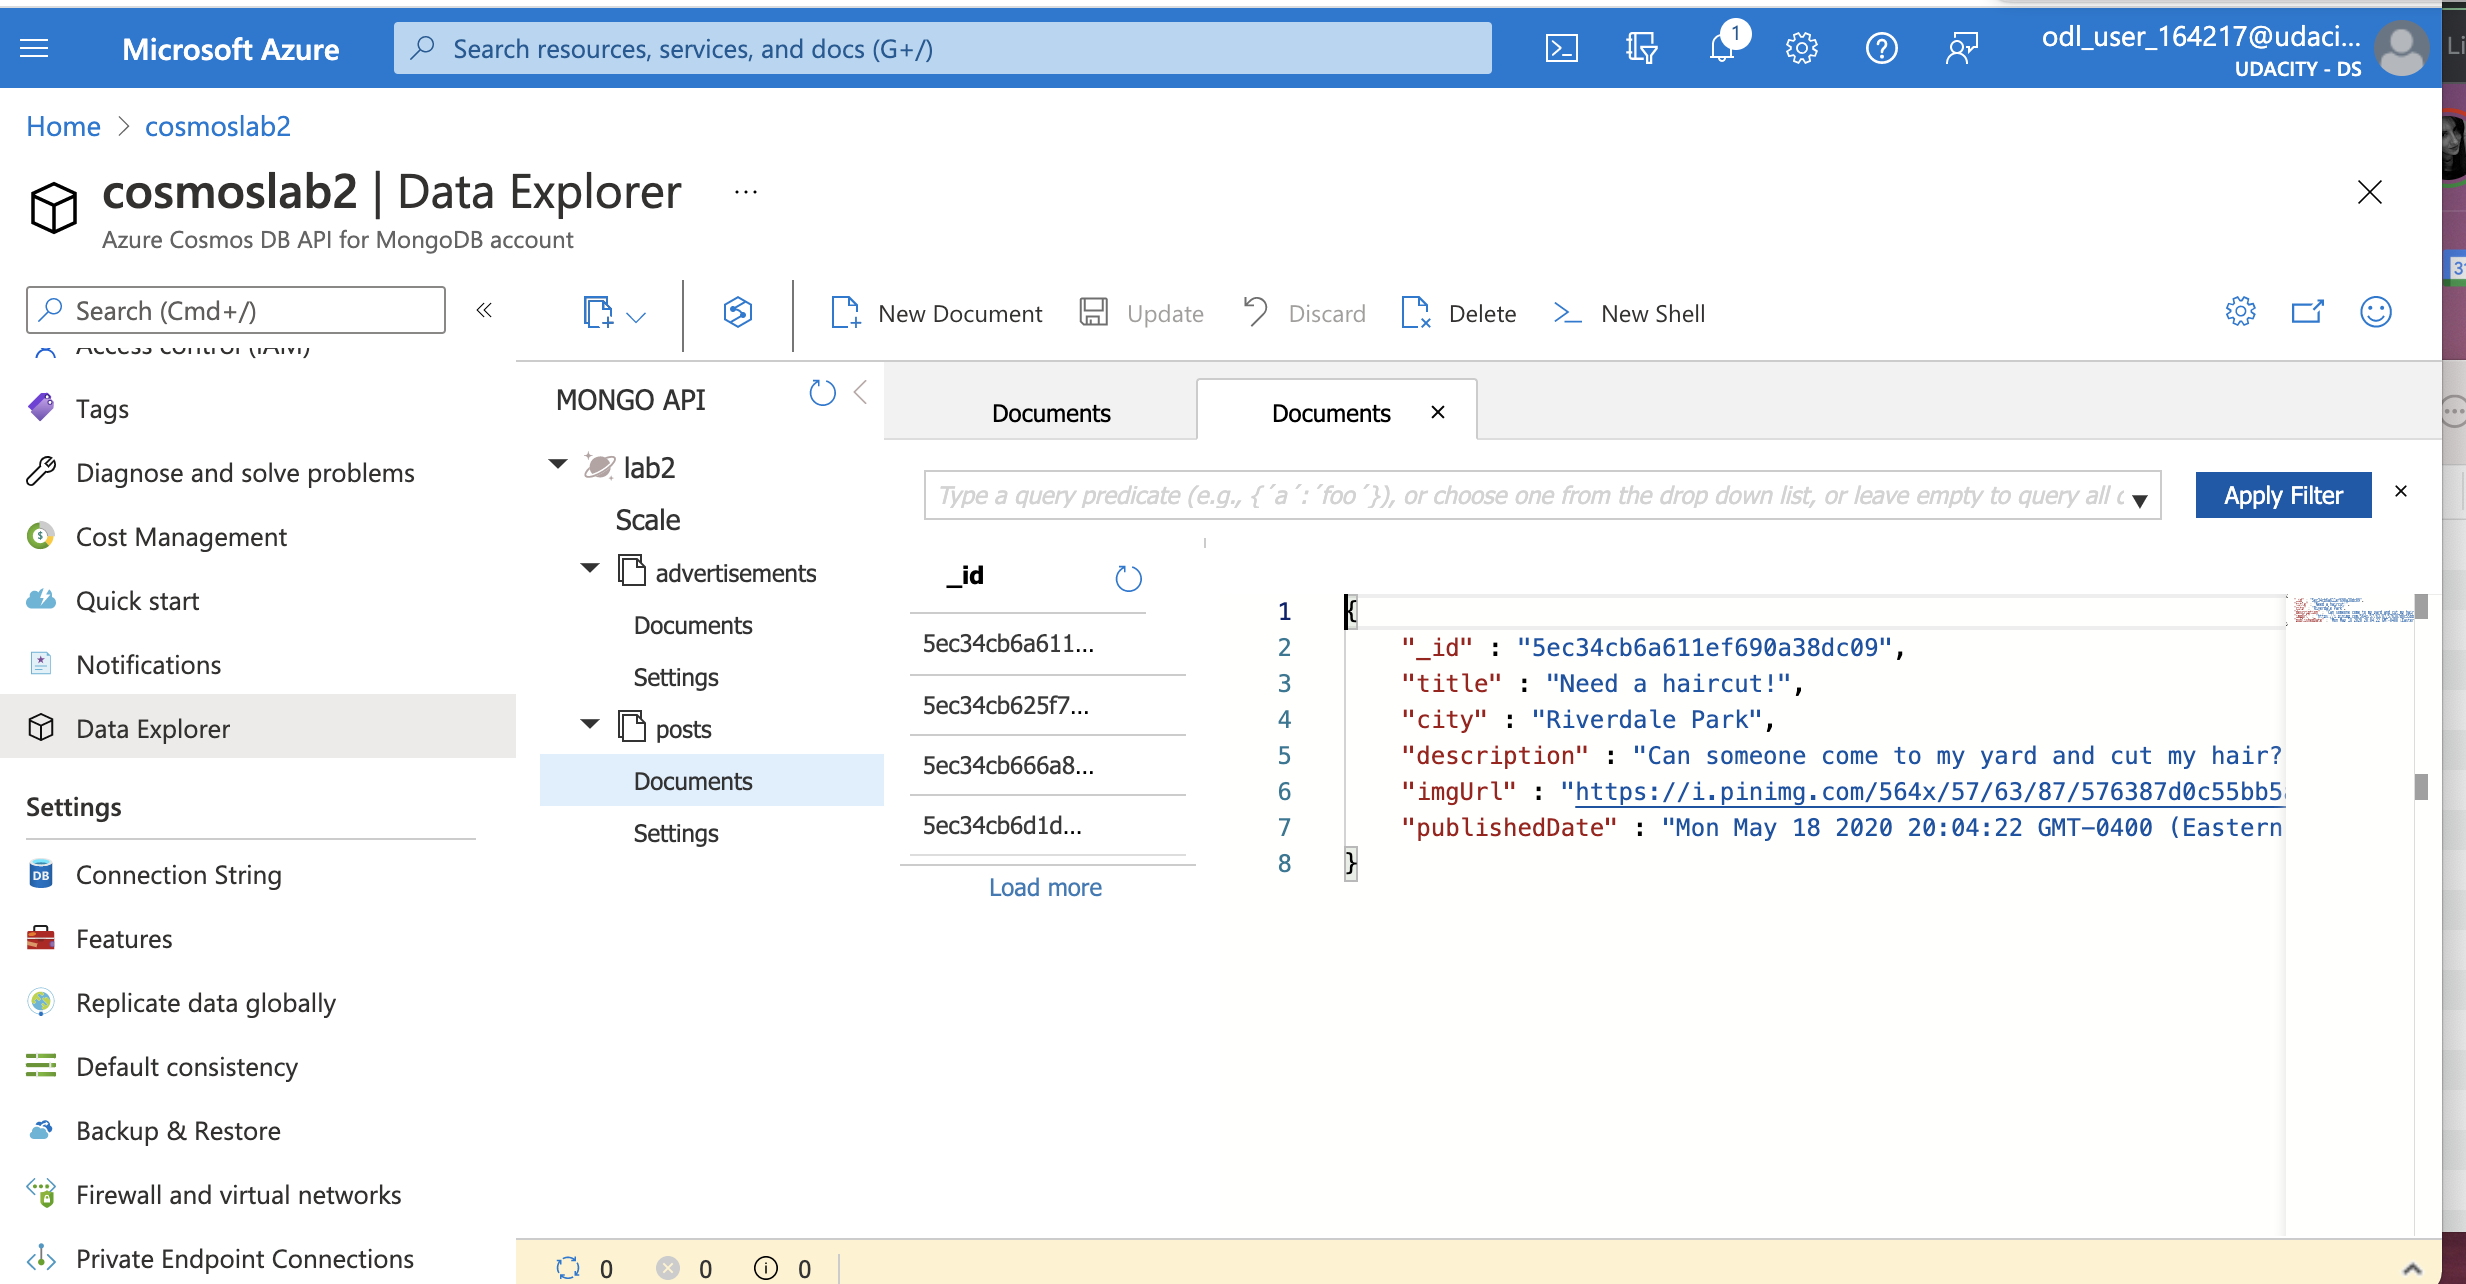 Microsoft Azure
Search resources, services, and docs (G+/)
1
odl_user_164217@udaci...
UDACITY - DS
Home > cosmoslab2
cosmoslab2 | Data Explorer ...
Azure Cosmos DB API for MongoDB account
Search (Cmd+/)
«
New Document
Update
Discard
Delete
New Shell
Access control (IAM)
Tags
Diagnose and solve problems
Cost Management
Quick start
Notifications
Data Explorer
Settings
Connection String
Features
Replicate data globally
Default consistency
Backup & Restore
Firewall and virtual networks
Private Endpoint Connections
MONGO API
lab2
Scale
advertisements
Documents
Settings
posts
Documents
Settings
Documents
Documents
Type a query predicate (e.g., {´a´:´foo´}), or choose one from the drop down list, or leave empty to query all
Apply Filter
_id
5ec34cb6a611...
5ec34cb625f7...
5ec34cb666a8...
5ec34cb6d1d...
Load more
1 {
2 "_id" : "5ec34cb6a611ef690a38dc09",
3 "title" : "Need a haircut!",
4 "city" : "Riverdale Park",
5 "description" : "Can someone come to my yard and cut my hair?
6 "imgUrl" : "https://i.pinimg.com/564x/57/63/87/576387d0c55bb5
7 "publishedDate" : "Mon May 18 2020 20:04:22 GMT-0400 (Eastern
8 }
0 0 0